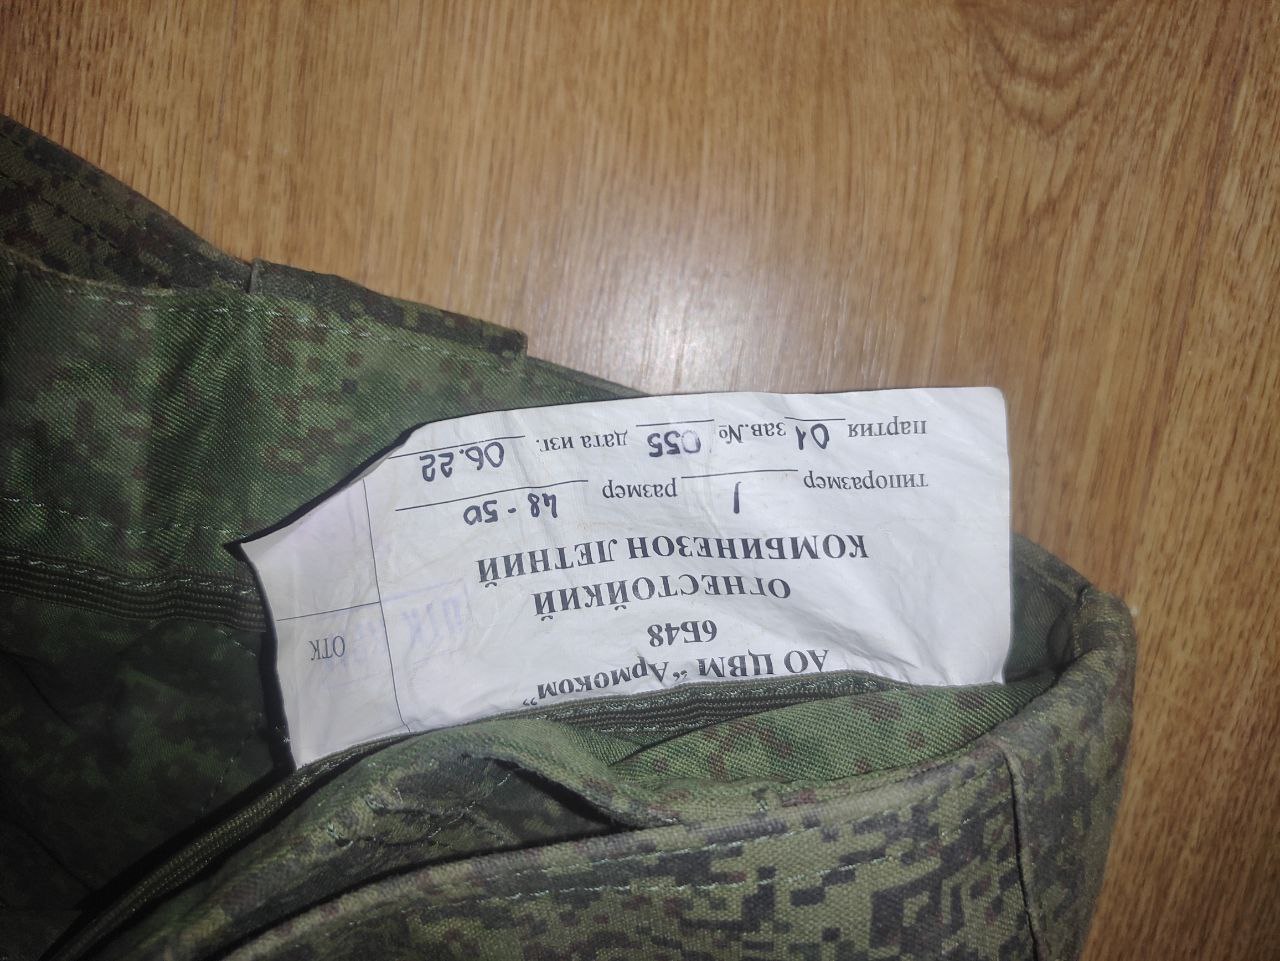 АО ЦВМ “Армоком”
6Б48
ОГНЕСТОЙКИЙ
КОМБИНЕЗОН ЛЕТНИЙ
типоразмер 1 размер 48-50
партия 01 зав.№ 055 дата изг. 06.22
ОТК